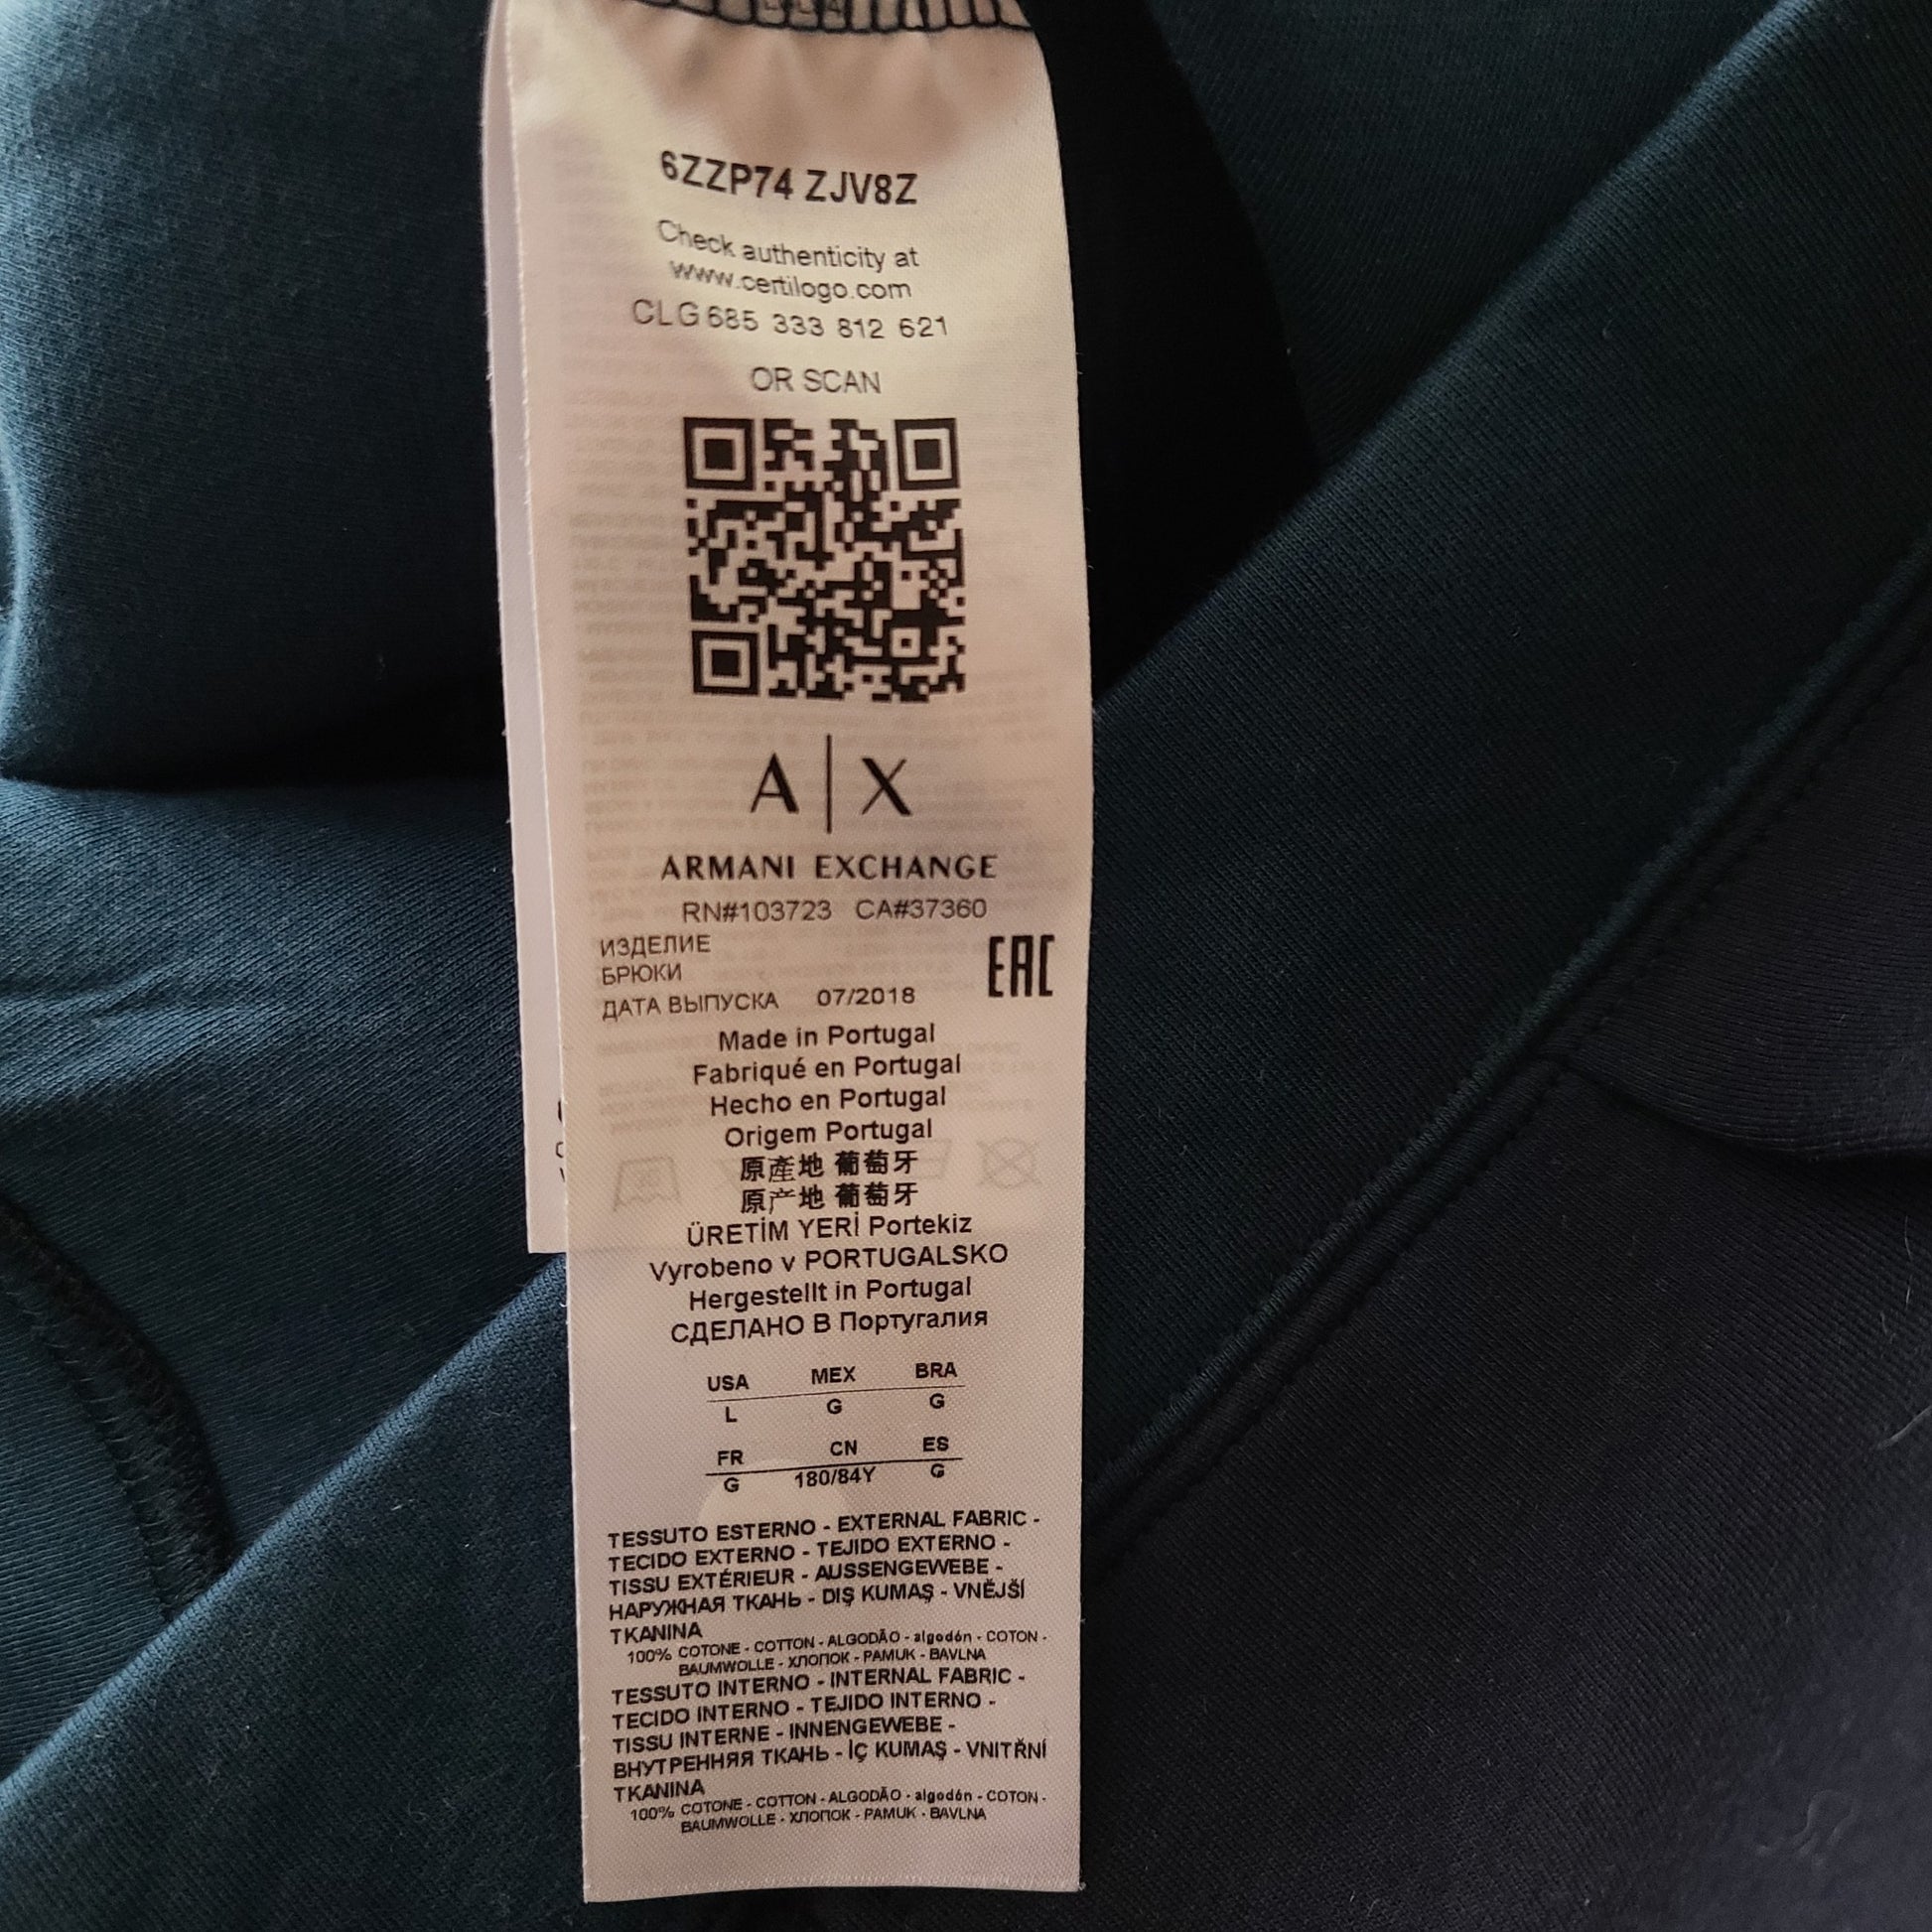 6ZZP74 ZJV8Z
Check authenticity at
www.certilogo.com
CLG 685 333 812 621
OR SCAN
A|X
ARMANI EXCHANGE
RN#103723 CA#37360
ИЗДЕЛИЕ
БРЮКИ
EAC
ДАТА ВЫПУСКА 07/2018
Made in Portugal
Fabriqué en Portugal
Hecho en Portugal
Origem Portugal
原產地 葡萄牙
原产地 葡萄牙
ÜRETİM YERİ Portekiz
Vyrobeno v PORTUGALSKO
Hergestellt in Portugal
СДЕЛАНО В Португалия
USA MEX BRA
L G G
FR CN ES
G 180/84Y G
TESSUTO ESTERNO - EXTERNAL FABRIC -
TECIDO EXTERNO - TEJIDO EXTERNO -
TISSU EXTÉRIEUR - AUSSENGEWEBE -
НАРУЖНАЯ ТКАНЬ - DIŞ KUMAŞ - VNĚJŠÍ
TKANINA
100% COTONE - COTTON - ALGODÃO - algodón - COTON -
BAUMWOLLE - ХЛОПОК - PAMUK - BAVLNA
TESSUTO INTERNO - INTERNAL FABRIC -
TECIDO INTERNO - TEJIDO INTERNO -
TISSU INTERNE - INNENGEWEBE -
ВНУТРЕННЯЯ ТКАНЬ - İÇ KUMAŞ - VNITŘNÍ
TKANINA
100% COTONE - COTTON - ALGODÃO - algodón - COTON -
BAUMWOLLE - ХЛОПОК - PAMUK - BAVLNA